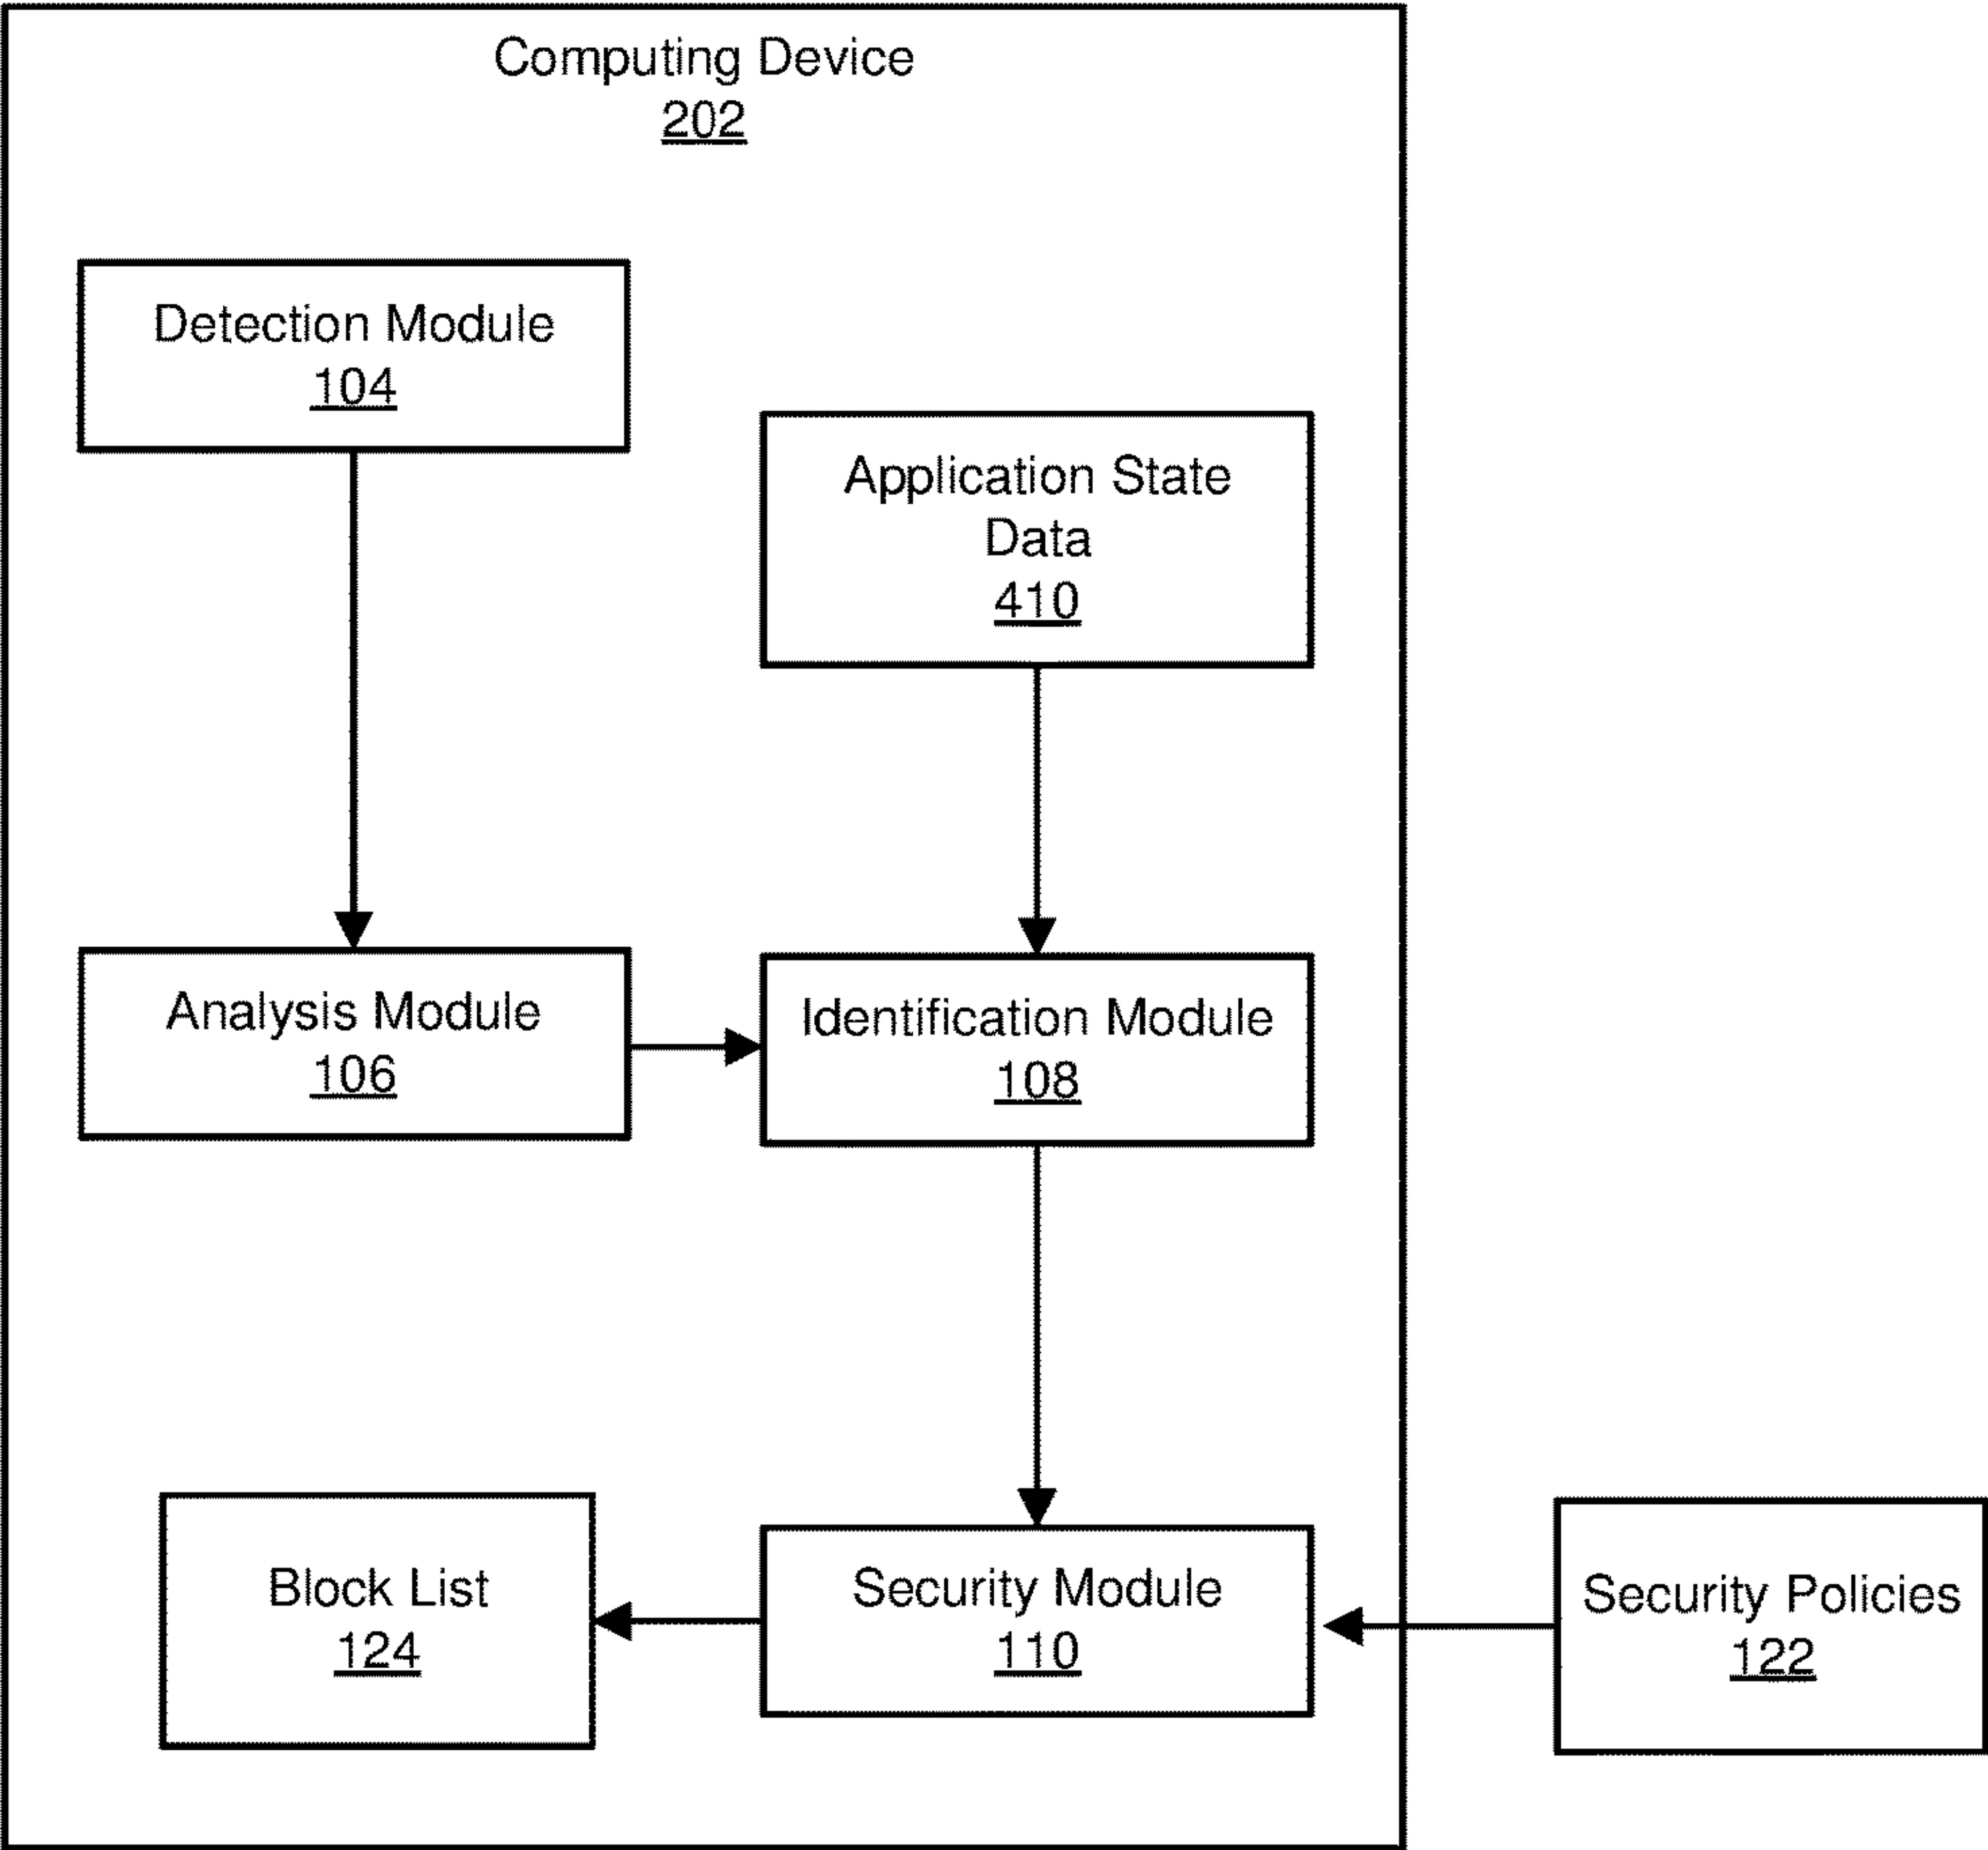 Computing Device
202
Detection Module
104
Application State
Data
410
Analysis Module
106
Identification Module
108
Block List
124
Security Module
110
Security Policies
122